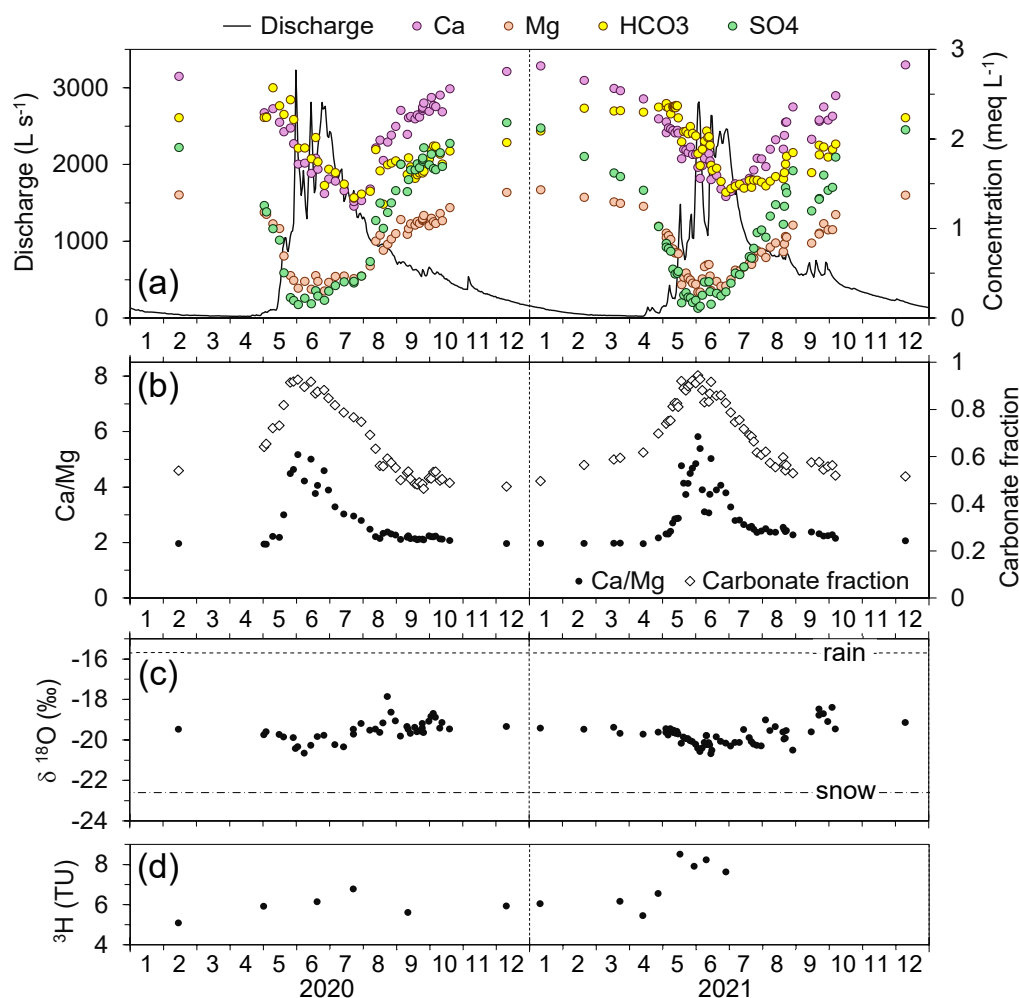 Discharge Ca Mg HCO3 SO4
Discharge (L s⁻¹)
3000
2000
1000
0
(a)
3
2
1
0
Concentration (meq L⁻¹)
1 2 3 4 5 6 7 8 9 10 11 12 1 2 3 4 5 6 7 8 9 10 11 12
Ca/Mg
8
6
4
2
0
(b)
1
0.8
0.6
0.4
0.2
0
Carbonate fraction
Ca/Mg Carbonate fraction
1 2 3 4 5 6 7 8 9 10 11 12 1 2 3 4 5 6 7 8 9 10 11 12
δ ¹⁸O (‰)
-16
-18
-20
-22
-24
(c)
rain
snow
1 2 3 4 5 6 7 8 9 10 11 12 1 2 3 4 5 6 7 8 9 10 11 12
³H (TU)
8
6
4
(d)
1 2 3 4 5 6 7 8 9 10 11 12 1 2 3 4 5 6 7 8 9 10 11 12
2020 2021